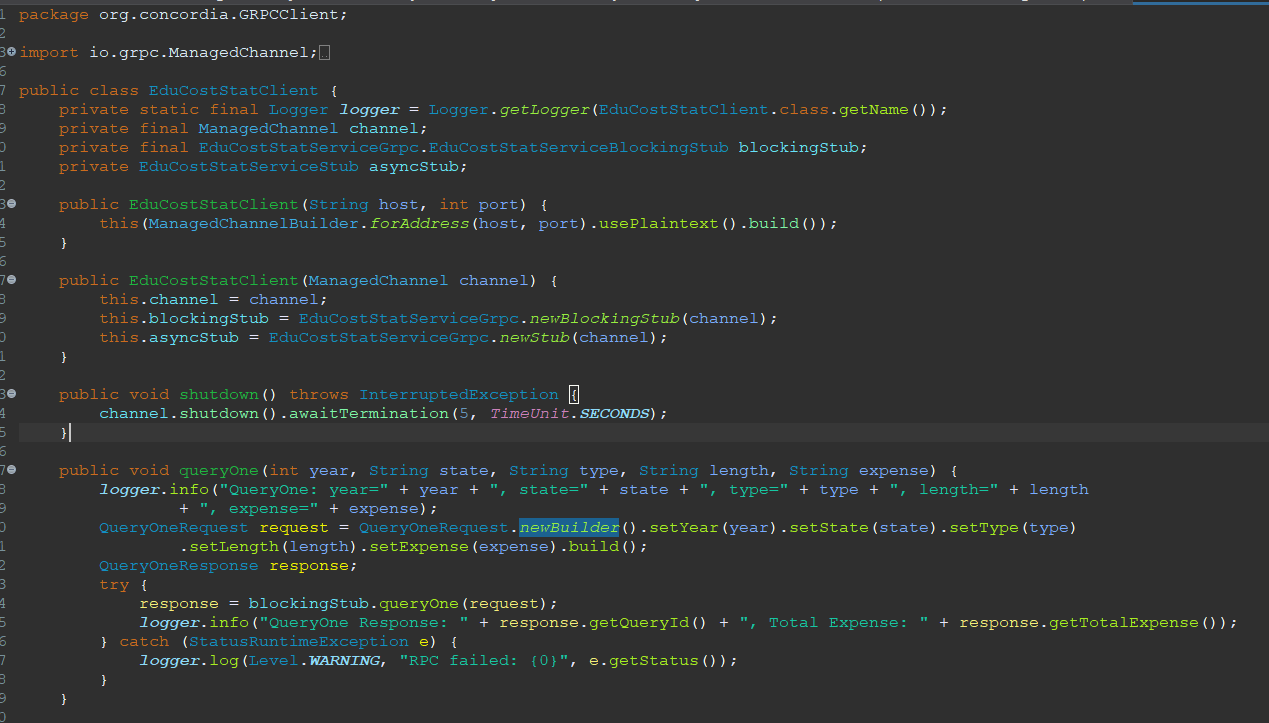 1 package org.concordia.GRPCClient;
2
3 import io.grpc.ManagedChannel;
6
7 public class EduCostStatClient {
8     private static final Logger logger = Logger.getLogger(EduCostStatClient.class.getName());
9     private final ManagedChannel channel;
0     private final EduCostStatServiceGrpc.EduCostStatServiceBlockingStub blockingStub;
1     private EduCostStatServiceStub asyncStub;
2
3     public EduCostStatClient(String host, int port) {
4         this(ManagedChannelBuilder.forAddress(host, port).usePlaintext().build());
5     }
6
7     public EduCostStatClient(ManagedChannel channel) {
8         this.channel = channel;
9         this.blockingStub = EduCostStatServiceGrpc.newBlockingStub(channel);
0         this.asyncStub = EduCostStatServiceGrpc.newStub(channel);
1     }
2
3     public void shutdown() throws InterruptedException {
4         channel.shutdown().awaitTermination(5, TimeUnit.SECONDS);
5     }
6
7     public void queryOne(int year, String state, String type, String length, String expense) {
8         logger.info("QueryOne: year=" + year + ", state=" + state + ", type=" + type + ", length=" + length
9                 + ", expense=" + expense);
0         QueryOneRequest request = QueryOneRequest.newBuilder().setYear(year).setState(state).setType(type)
1                 .setLength(length).setExpense(expense).build();
2         QueryOneResponse response;
3         try {
4             response = blockingStub.queryOne(request);
5             logger.info("QueryOne Response: " + response.getQueryId() + ", Total Expense: " + response.getTotalExpense());
6         } catch (StatusRuntimeException e) {
7             logger.log(Level.WARNING, "RPC failed: {0}", e.getStatus());
8         }
9     }
0